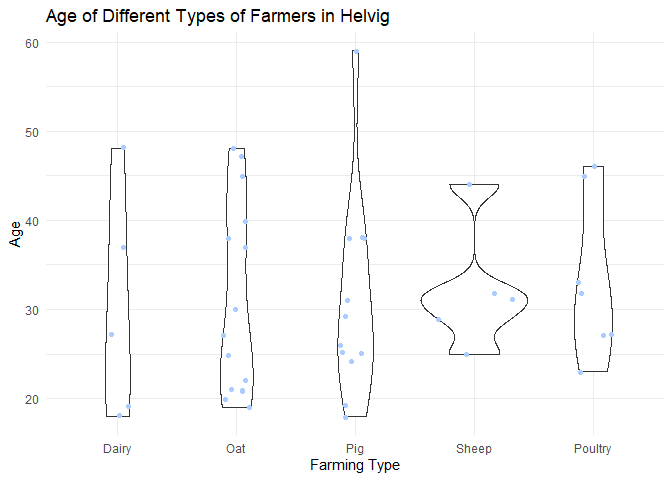 Age of Different Types of Farmers in Helvig
60
50
40
30
20
Age
Dairy Oat Pig Sheep Poultry
Farming Type